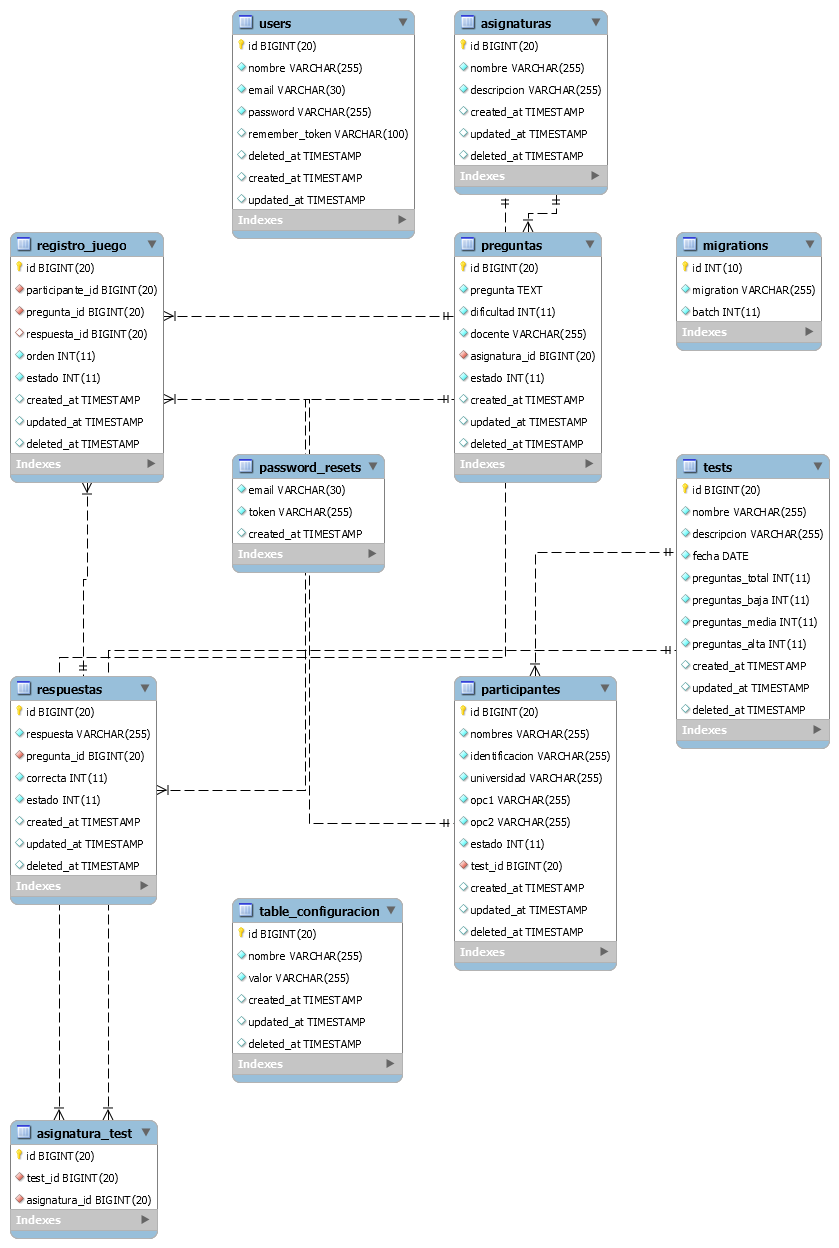 users
id BIGINT(20)
nombre VARCHAR(255)
email VARCHAR(30)
password VARCHAR(255)
remember_token VARCHAR(100)
deleted_at TIMESTAMP
created_at TIMESTAMP
updated_at TIMESTAMP
Indexes
asignaturas
id BIGINT(20)
nombre VARCHAR(255)
descripcion VARCHAR(255)
created_at TIMESTAMP
updated_at TIMESTAMP
deleted_at TIMESTAMP
Indexes
registro_juego
id BIGINT(20)
participante_id BIGINT(20)
pregunta_id BIGINT(20)
respuesta_id BIGINT(20)
orden INT(11)
estado INT(11)
created_at TIMESTAMP
updated_at TIMESTAMP
deleted_at TIMESTAMP
Indexes
preguntas
id BIGINT(20)
pregunta TEXT
dificultad INT(11)
docente VARCHAR(255)
asignatura_id BIGINT(20)
estado INT(11)
created_at TIMESTAMP
updated_at TIMESTAMP
deleted_at TIMESTAMP
Indexes
migrations
id INT(10)
migration VARCHAR(255)
batch INT(11)
Indexes
password_resets
email VARCHAR(30)
token VARCHAR(255)
created_at TIMESTAMP
Indexes
tests
id BIGINT(20)
nombre VARCHAR(255)
descripcion VARCHAR(255)
fecha DATE
preguntas_total INT(11)
preguntas_baja INT(11)
preguntas_media INT(11)
preguntas_alta INT(11)
created_at TIMESTAMP
updated_at TIMESTAMP
deleted_at TIMESTAMP
Indexes
respuestas
id BIGINT(20)
respuesta VARCHAR(255)
pregunta_id BIGINT(20)
correcta INT(11)
estado INT(11)
created_at TIMESTAMP
updated_at TIMESTAMP
deleted_at TIMESTAMP
Indexes
participantes
id BIGINT(20)
nombres VARCHAR(255)
identificacion VARCHAR(255)
universidad VARCHAR(255)
opc1 VARCHAR(255)
opc2 VARCHAR(255)
estado INT(11)
test_id BIGINT(20)
created_at TIMESTAMP
updated_at TIMESTAMP
deleted_at TIMESTAMP
Indexes
table_configuracion
id BIGINT(20)
nombre VARCHAR(255)
valor VARCHAR(255)
created_at TIMESTAMP
updated_at TIMESTAMP
deleted_at TIMESTAMP
Indexes
asignatura_test
id BIGINT(20)
test_id BIGINT(20)
asignatura_id BIGINT(20)
Indexes